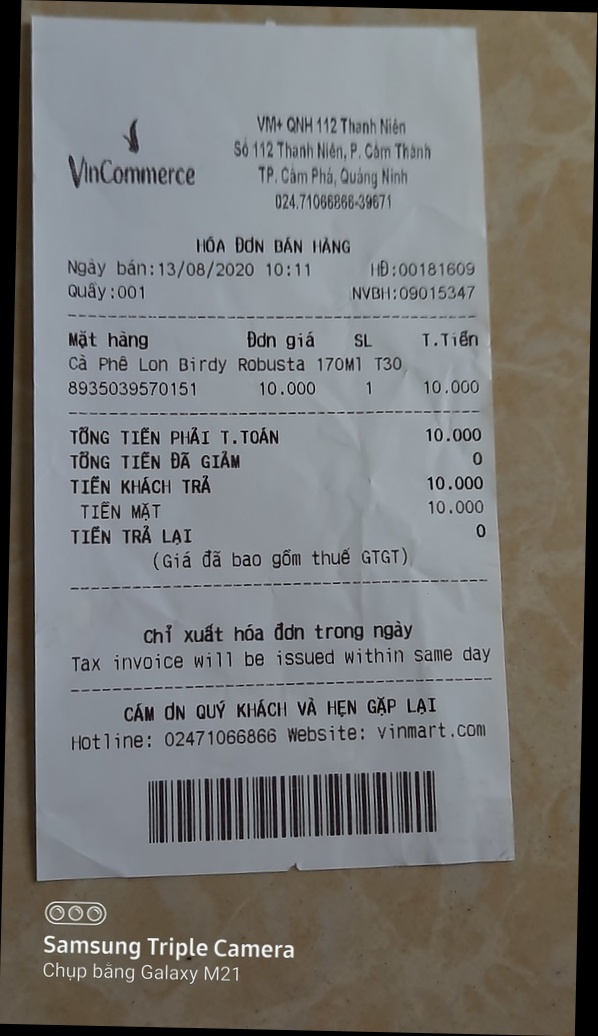 VinCommerce
VM+ QNH 112 Thanh Niên
Số 112 Thanh Niên, P. Cẩm Thành
TP. Cẩm Phả, Quảng Ninh
024.71066866-39671
HÓA ĐƠN BÁN HÀNG
Ngày bán:13/08/2020 10:11 HĐ:00181609
Quầy:001 NVBH:09015347
Mặt hàng Đơn giá SL T.Tiền
Cà Phê Lon Birdy Robusta 170Ml T30
8935039570151 10.000 1 10.000
TỔNG TIỀN PHẢI T.TOÁN 10.000
TỔNG TIỀN ĐÃ GIẢM 0
TIỀN KHÁCH TRẢ 10.000
TIỀN MẶT 10.000
TIỀN TRẢ LẠI 0
(Giá đã bao gồm thuế GTGT)
Chỉ xuất hóa đơn trong ngày
Tax invoice will be issued within same day
CẢM ƠN QUÝ KHÁCH VÀ HẸN GẶP LẠI
Hotline: 02471066866 Website: vinmart.com
Samsung Triple Camera
Chụp bằng Galaxy M21